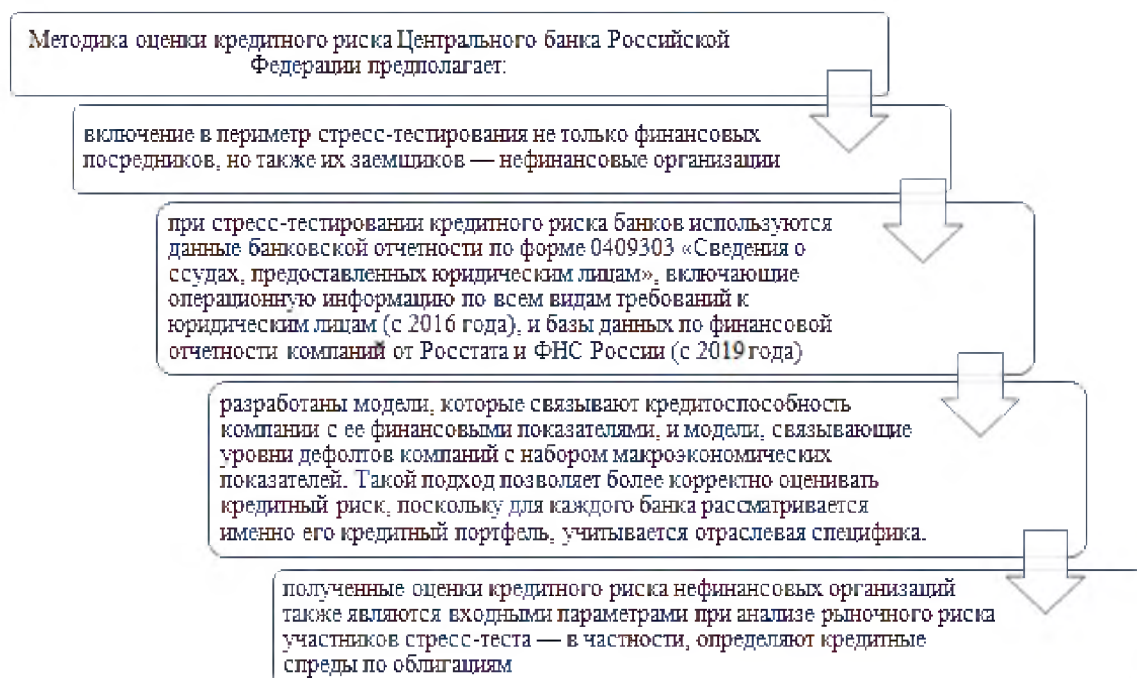 Методика оценки кредитного риска Центрального банка Российской
Федерации предполагает:
включение в периметр стресс-тестирования не только финансовых
посредников, но также их заемщиков — нефинансовые организации
при стресс-тестировании кредитного риска банков используются
данные банковской отчетности по форме 0409303 «Сведения о
ссудах, предоставленных юридическим лицам», включающие
операционную информацию по всем видам требований к
юридическим лицам (с 2016 года), и базы данных по финансовой
отчетности компаний от Росстата и ФНС России (с 2019 года)
разработаны модели, которые связывают кредитоспособность
компании с ее финансовыми показателями, и модели, связывающие
уровни дефолтов компаний с набором макроэкономических
показателей. Такой подход позволяет более корректно оценивать
кредитный риск, поскольку для каждого банка рассматривается
именно его кредитный портфель, учитывается отраслевая специфика.
полученные оценки кредитного риска нефинансовых организаций
также являются входными параметрами при анализе рыночного риска
участников стресс-теста — в частности, определяют кредитные
спреды по облигациям